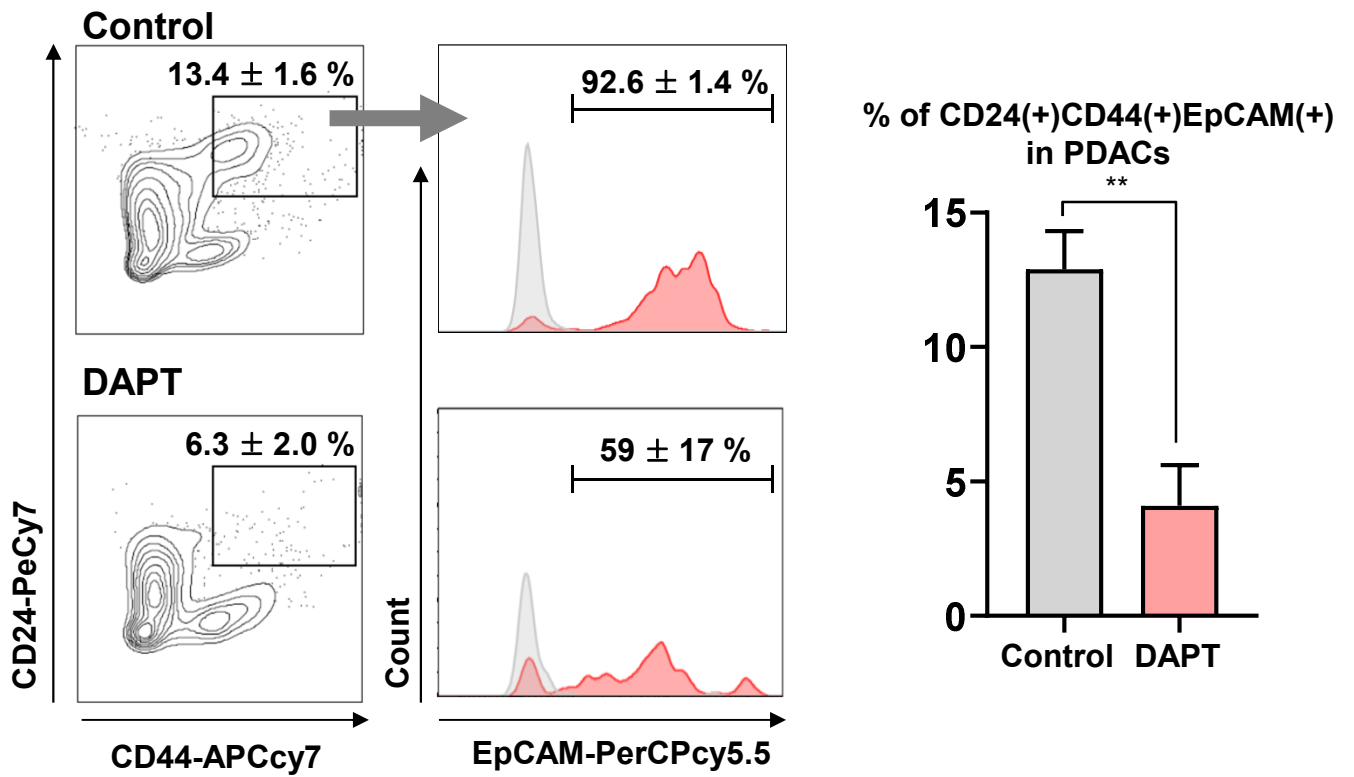 Control
13.4 ± 1.6 %
92.6 ± 1.4 %
DAPT
6.3 ± 2.0 %
59 ± 17 %
CD24-PeCy7
Count
CD44-APCcy7
EpCAM-PerCPcy5.5
% of CD24(+)CD44(+)EpCAM(+)
in PDACs
**
15
10
5
0
Control DAPT